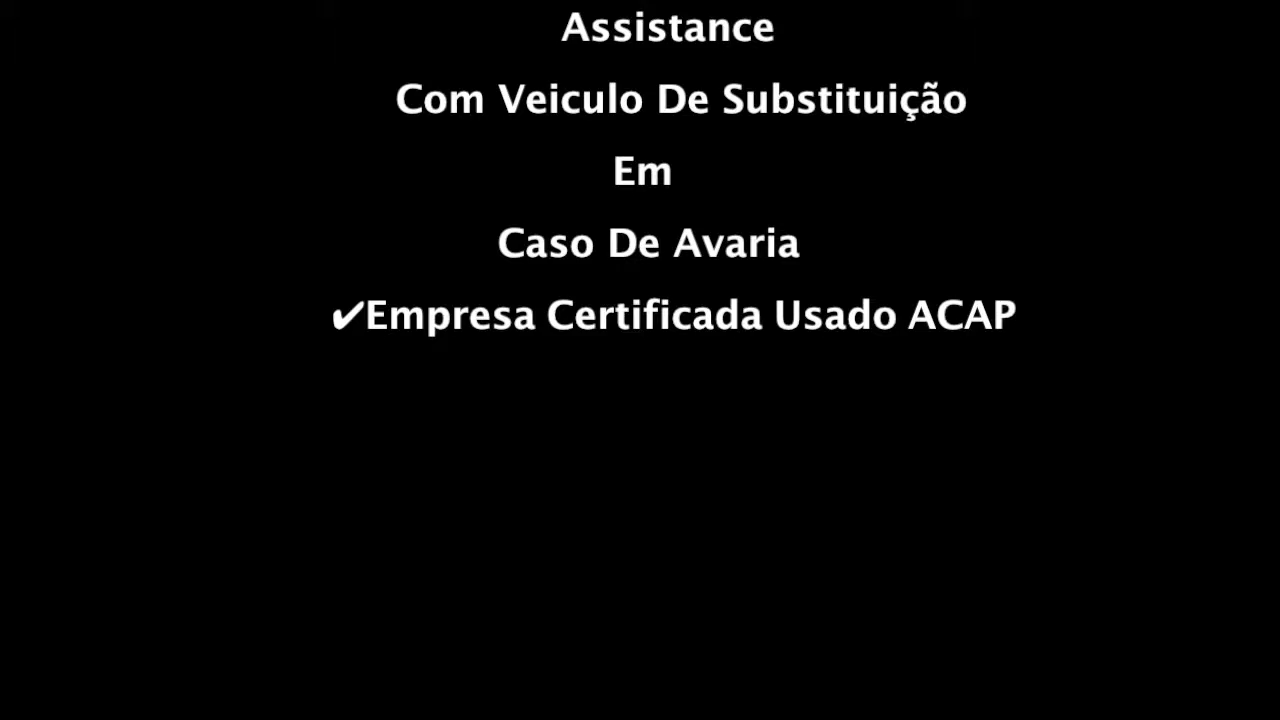 Assistance
Com Veiculo De Substituição
Em
Caso De Avaria
✔Empresa Certificada Usado ACAP